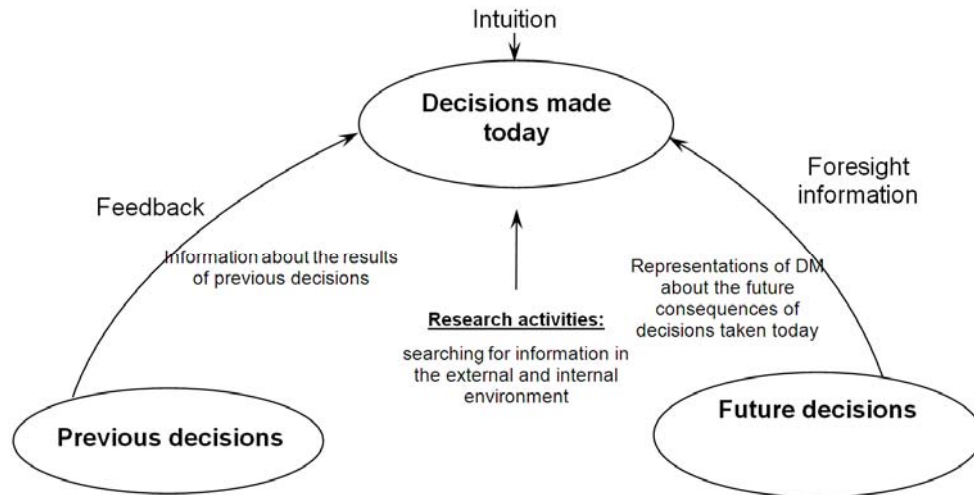 Intuition
Decisions made
today
Feedback
Foresight
information
Information about the results
of previous decisions
Representations of DM
about the future
consequences of
decisions taken today
Research activities:
searching for information in
the external and internal
environment
Previous decisions
Future decisions